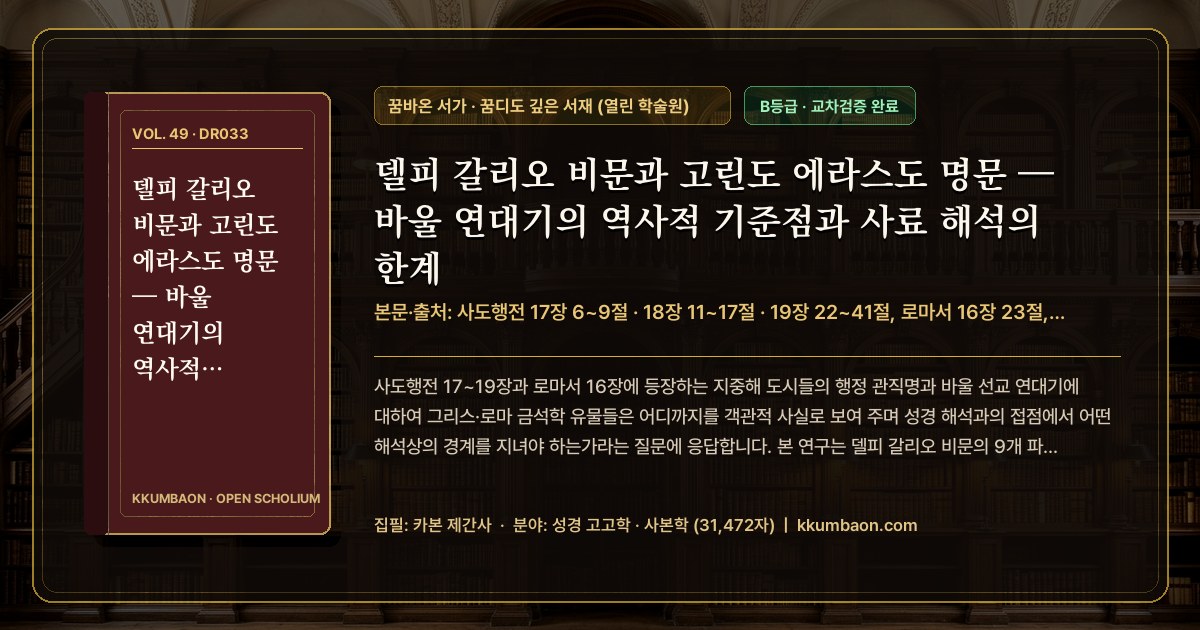 VOL. 49 · DR033
델피 갈리오
비문과 고린도
에라스도 명문
— 바울
연대기의
역사적…
KKUMBAON · OPEN SCHOLIUM
꿈바온 서가 · 꿈디도 깊은 서재 (열린 학술원)
B등급 · 교차검증 완료
델피 갈리오 비문과 고린도 에라스도 명문 —
바울 연대기의 역사적 기준점과 사료 해석의
한계
본문·출처: 사도행전 17장 6~9절 · 18장 11~17절 · 19장 22~41절, 로마서 16장 23절,...
사도행전 17~19장과 로마서 16장에 등장하는 지중해 도시들의 행정 관직명과 바울 선교 연대기에
대하여 그리스·로마 금석학 유물들은 어디까지를 객관적 사실로 보여 주며 성경 해석과의 접점에서 어떤
해석상의 경계를 지녀야 하는가라는 질문에 응답합니다. 본 연구는 델피 갈리오 비문의 9개 파...
집필: 카본 제간사 · 분야: 성경 고고학 · 사본학 (31,472자) | kkumbaon.com